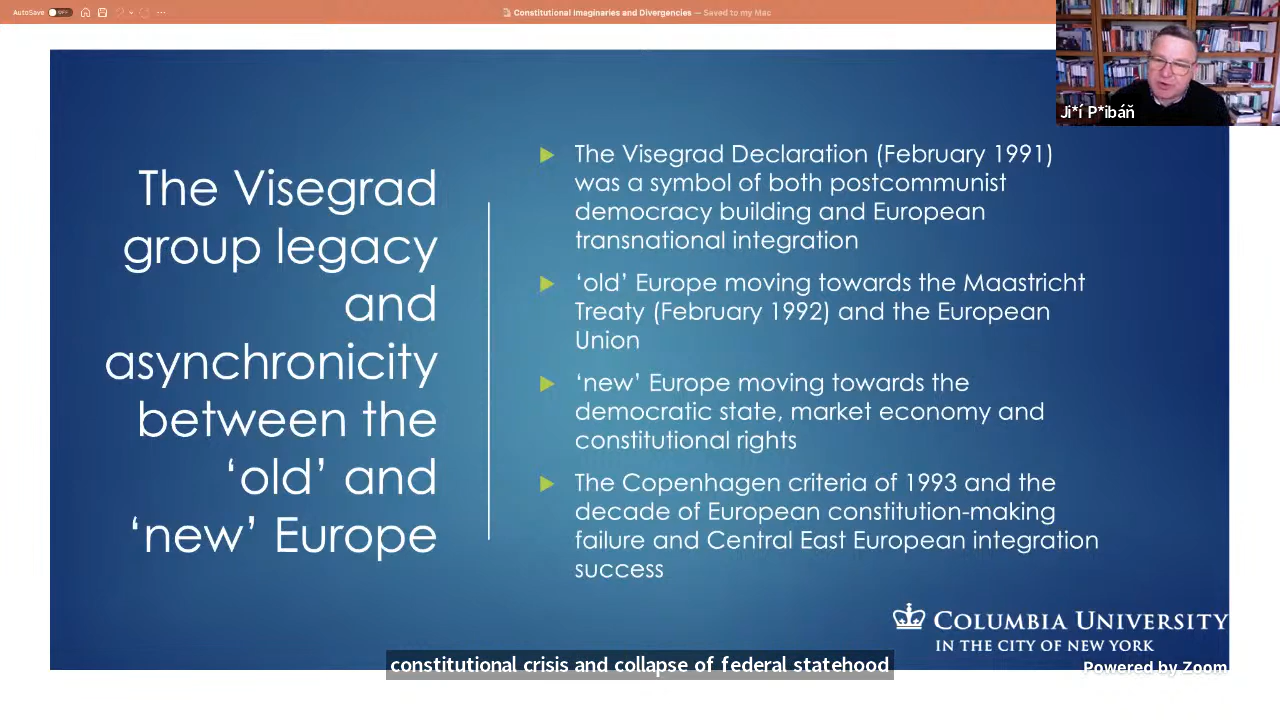 AutoSave OFF
Constitutional Imaginaries and Divergencies — Saved to my Mac
Ji*í P*ibáň
The Visegrad
group legacy
and
asynchronicity
between the
‘old’ and
‘new’ Europe
The Visegrad Declaration (February 1991)
was a symbol of both postcommunist
democracy building and European
transnational integration
‘old’ Europe moving towards the Maastricht
Treaty (February 1992) and the European
Union
‘new’ Europe moving towards the
democratic state, market economy and
constitutional rights
The Copenhagen criteria of 1993 and the
decade of European constitution-making
failure and Central East European integration
success
COLUMBIA UNIVERSITY
IN THE CITY OF NEW YORK
constitutional crisis and collapse of federal statehood
Powered by Zoom